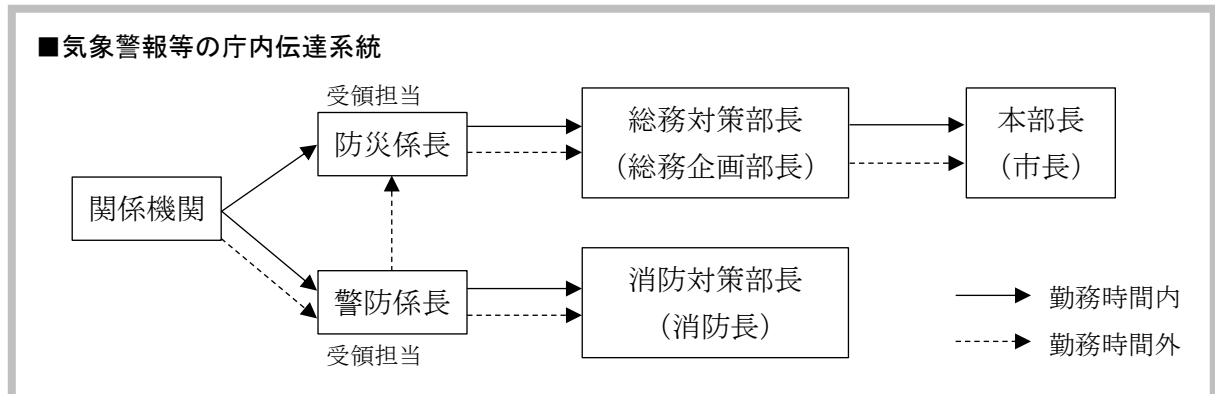 ■気象警報等の庁内伝達系統
受領担当
防災係長
総務対策部長
（総務企画部長）
本部長
（市長）
関係機関
警防係長
受領担当
消防対策部長
（消防長）
勤務時間内
勤務時間外